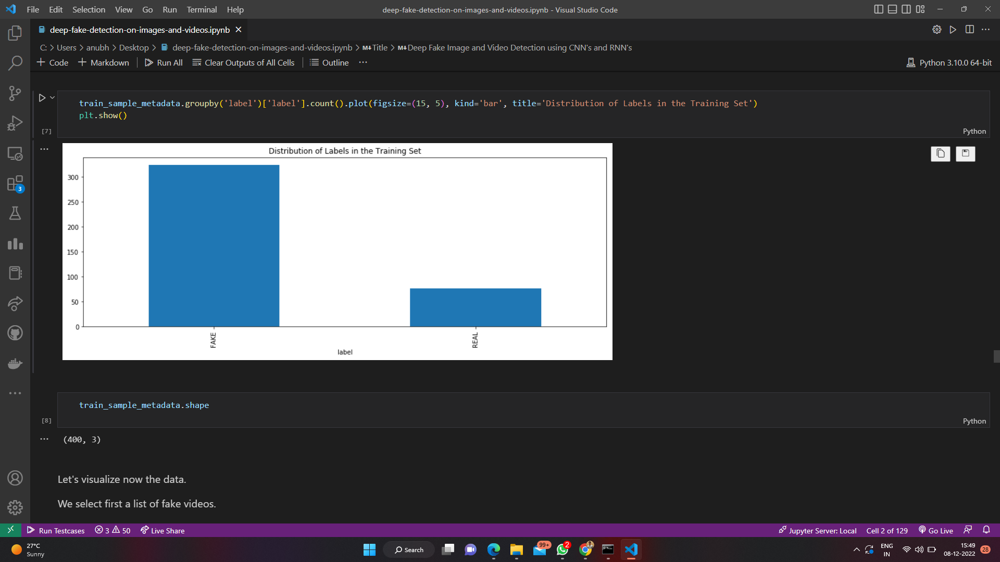 File Edit Selection View Go Run Terminal Help
deep-fake-detection-on-images-and-videos.ipynb - Visual Studio Code
deep-fake-detection-on-images-and-videos.ipynb
C: > Users > anubh > Desktop > deep-fake-detection-on-images-and-videos.ipynb > M↓Title > M↓Deep Fake Image and Video Detection using CNN's and RNN's
+ Code + Markdown Run All Clear Outputs of All Cells Outline ...
Python 3.10.0 64-bit
train_sample_metadata.groupby('label')['label'].count().plot(figsize=(15, 5), kind='bar', title='Distribution of Labels in the Training Set')
plt.show()
[7]
Python
Distribution of Labels in the Training Set
300
250
200
150
100
50
0
FAKE
REAL
label
3
train_sample_metadata.shape
[8]
Python
(400, 3)
Let's visualize now the data.
We select first a list of fake videos.
Run Testcases 3 50 Live Share
Jupyter Server: Local Cell 2 of 129 Go Live
27°C
Sunny
Search
99+
2
ENG
IN
15:49
08-12-2022
28